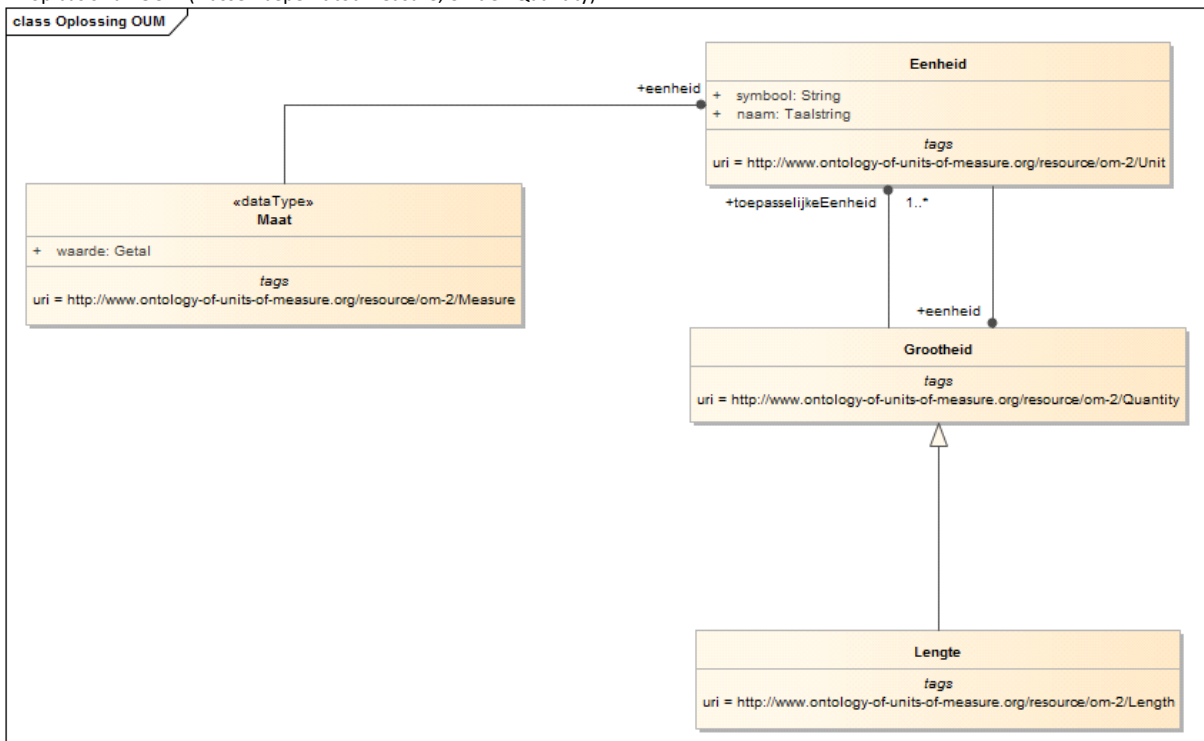 class Oplossing OUM
Eenheid
+eenheid
+ symbool: String
+ naam: Taalstring
tags
uri = http://www.ontology-of-units-of-measure.org/resource/om-2/Unit
«dataType»
Maat
+ waarde: Getal
tags
uri = http://www.ontology-of-units-of-measure.org/resource/om-2/Measure
+toepasselijkeEenheid 1..*
+eenheid
Grootheid
tags
uri = http://www.ontology-of-units-of-measure.org/resource/om-2/Quantity
Lengte
tags
uri = http://www.ontology-of-units-of-measure.org/resource/om-2/Length